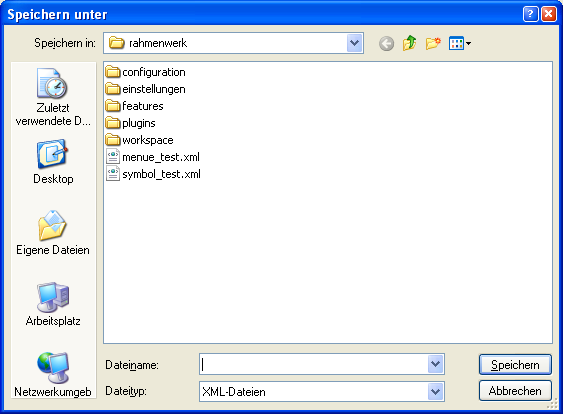 Speichern unter
Speichern in:
rahmenwerk
Zuletzt
verwendete D...
Desktop
Eigene Dateien
Arbeitsplatz
Netzwerkumgeb
configuration
einstellungen
features
plugins
workspace
menue_test.xml
symbol_test.xml
Dateiname:
Speichern
Dateityp:
XML-Dateien
Abbrechen